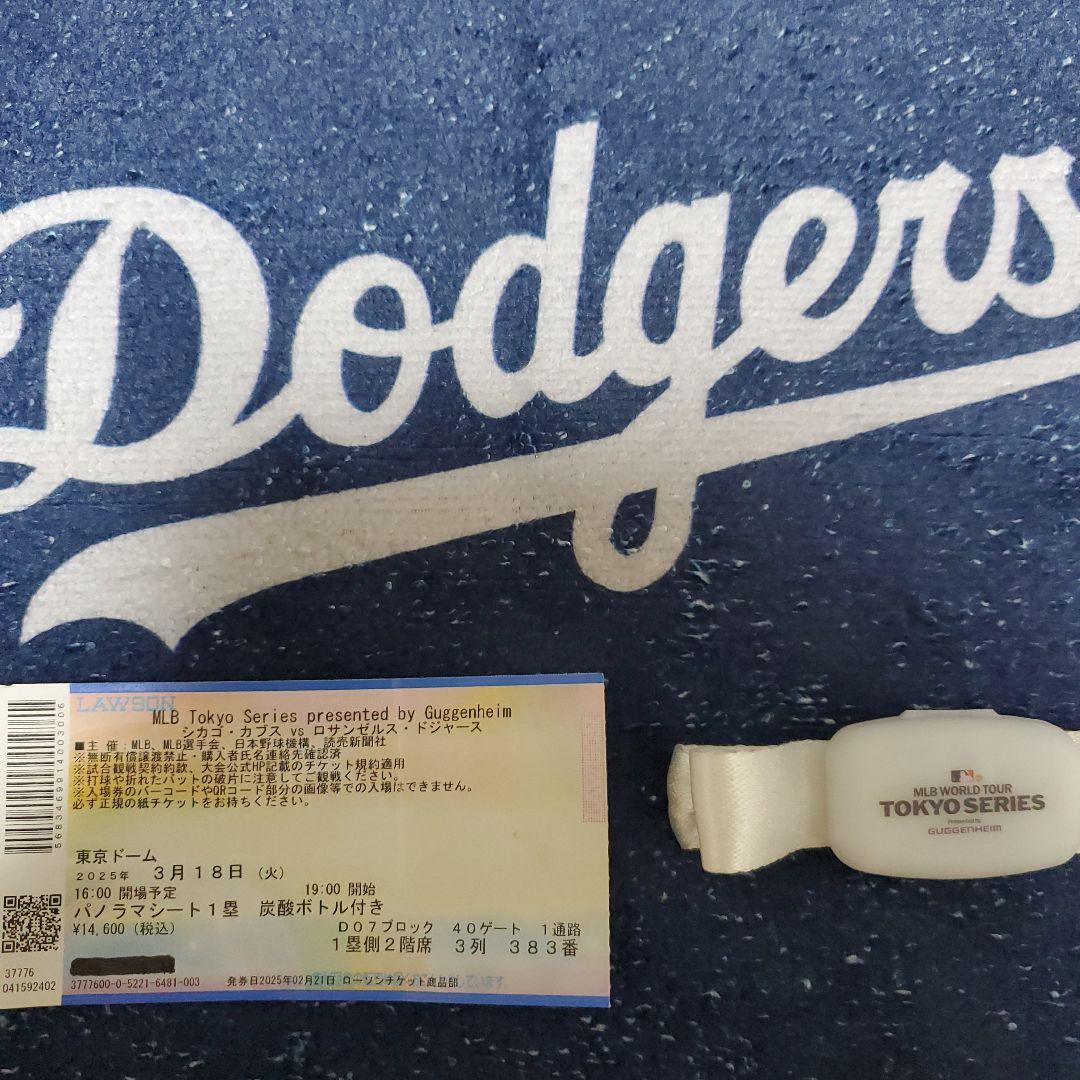 Dodgers
LAWSON
MLB Tokyo Series presented by Guggenheim
シカゴ・カブス vs ロサンゼルス・ドジャース
■主催:MLB、MLB選手会、日本野球機構、読売新聞社
※無断有償譲渡禁止・購入者氏名連絡先確認済
※試合観戦契約約款、大会公式HP記載のチケット規約適用
※打球や折れたバットの破片に注意してご観戦ください。
※入場券のバーコードやQRコード部分の画像等での入場はできません。
必ず正規の紙チケットをお持ちください。
東京ドーム
2025年 3月18日(火)
16:00 開場予定 19:00 開始
パノラマシート1塁 炭酸ボトル付き
¥14,600(税込) D07ブロック 40ゲート 1通路
1塁側2階席 3列 383番
3777600-0-5221-6481-003 発券日2025年02月21日 ローソンチケット商品部
5683469914003006
37776
041592402
MLB WORLD TOUR
TOKYO SERIES
Presented by
GUGGENHEIM